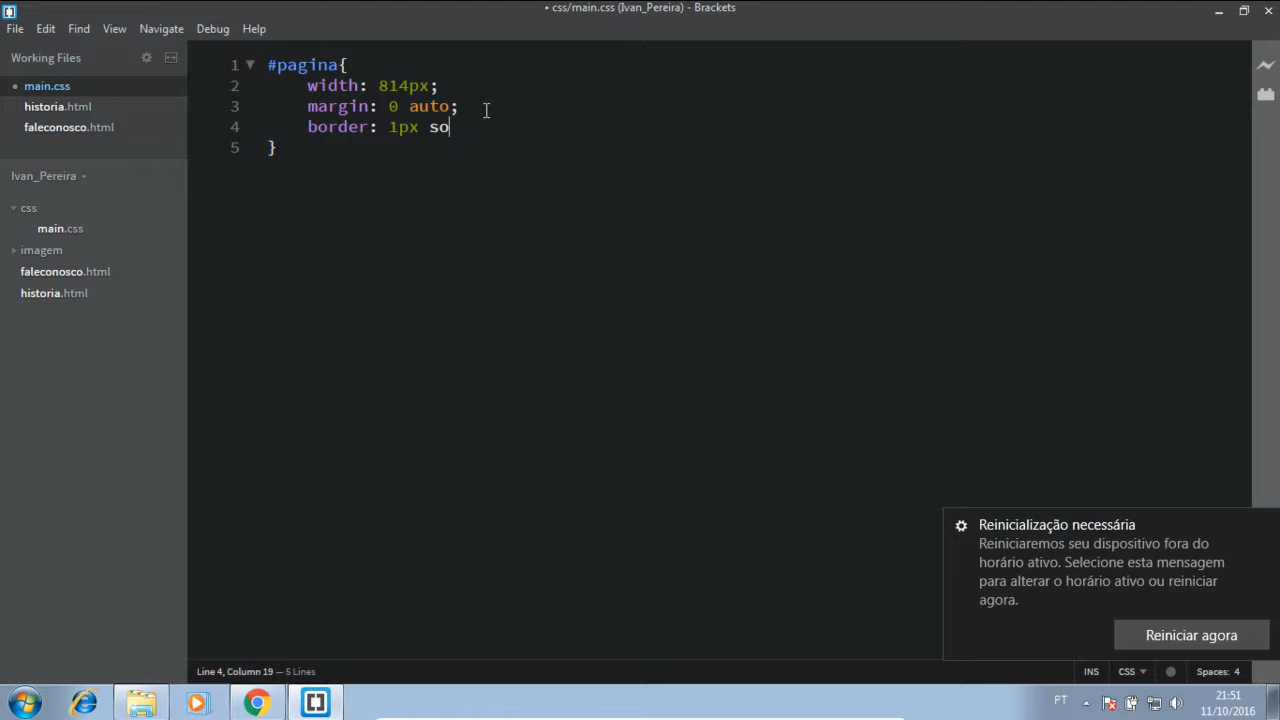 • css/main.css (Ivan_Pereira) - Brackets
File Edit Find View Navigate Debug Help
Working Files
main.css
historia.html
faleconosco.html
Ivan_Pereira
css
main.css
imagem
faleconosco.html
historia.html
1 #pagina{
2 width: 814px;
3 margin: 0 auto;
4 border: 1px so
5 }
Reinicialização necessária
Reiniciaremos seu dispositivo fora do
horário ativo. Selecione esta mensagem
para alterar o horário ativo ou reiniciar
agora.
Reiniciar agora
Line 4, Column 19 — 5 Lines
INS CSS Spaces: 4
PT
21:51
11/10/2016